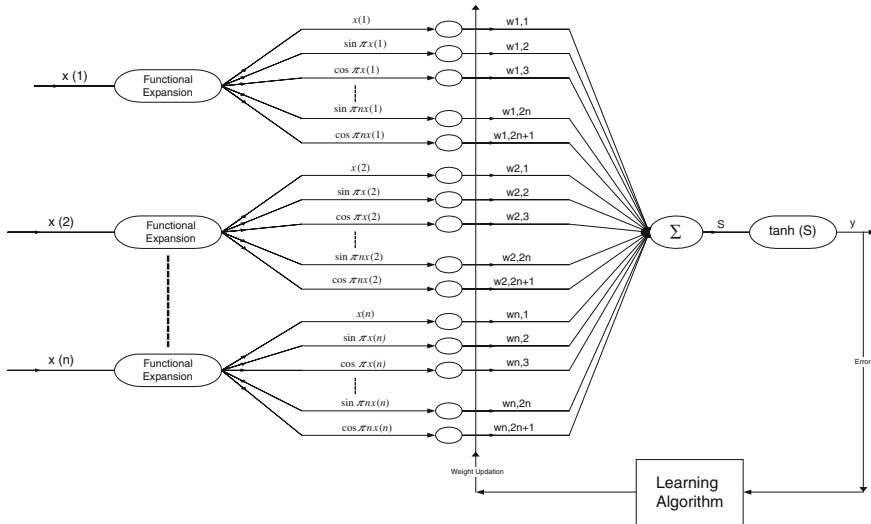 x (1)
Functional
Expansion
x(1)
w1,1
sin πx(1)
w1,2
cos πx(1)
w1,3
sin πnx(1)
w1,2n
cos πnx(1)
w1,2n+1
x (2)
Functional
Expansion
x(2)
w2,1
sin πx(2)
w2,2
cos πx(2)
w2,3
sin πnx(2)
w2,2n
cos πnx(2)
w2,2n+1
x (n)
Functional
Expansion
x(n)
wn,1
sin πx(n)
wn,2
cos πx(n)
wn,3
sin πnx(n)
wn,2n
cos πnx(n)
wn,2n+1
Σ
S
tanh (S)
y
Error
Weight Updation
Learning
Algorithm